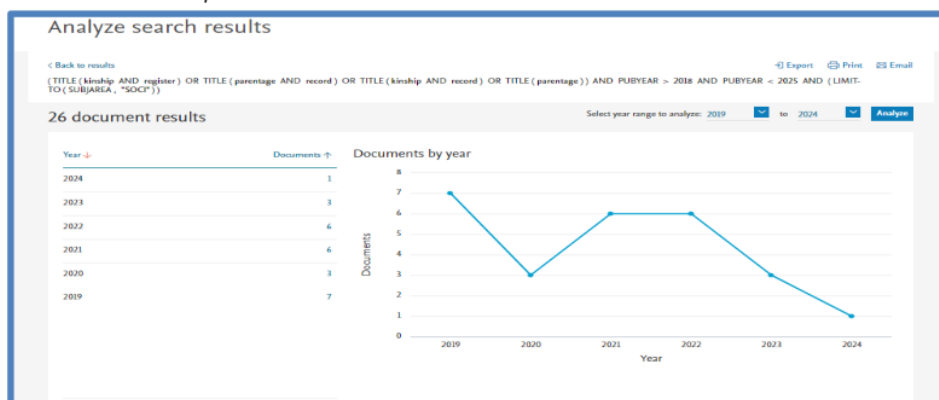 Analyze search results
< Back to results
Export Print Email
(TITLE(kinship AND register) OR TITLE(parentage AND record) OR TITLE(kinship AND record) OR TITLE(parentage)) AND PUBYEAR > 2018 AND PUBYEAR < 2025 AND (LIMIT-
TO(SUBJAREA, "SOCI"))
26 document results
Select year range to analyze: 2019 to 2024 Analyze
Year Documents
2024 1
2023 3
2022 6
2021 6
2020 3
2019 7
Documents by year
8
7
6
5
4
3
2
1
0
Documents
2019 2020 2021 2022 2023 2024
Year